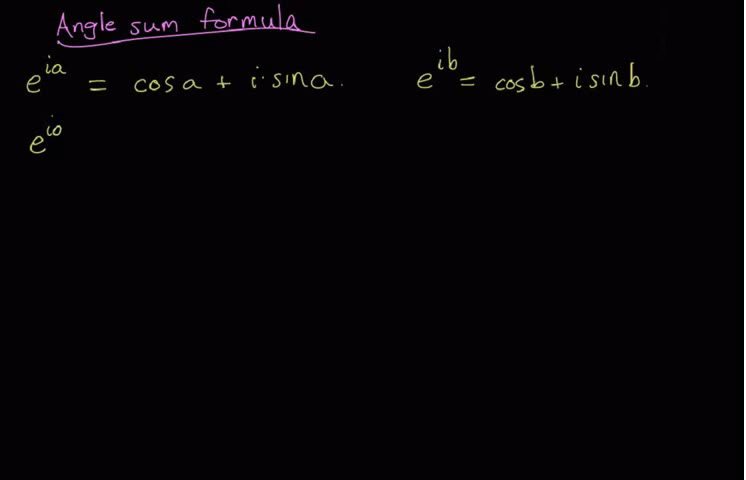 Angle sum formula
e^{ia} = cos a + i·sin a. e^{ib} = cos b + i sin b.
e^{io}